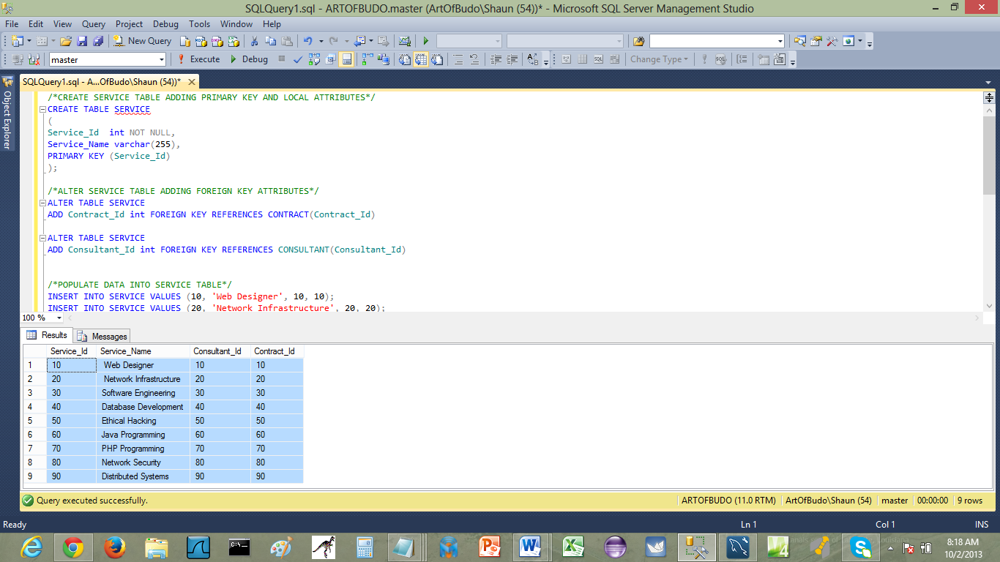 SQLQuery1.sql - ARTOFBUDO.master (ArtOfBudo\Shaun (54))* - Microsoft SQL Server Management Studio
File Edit View Query Project Debug Tools Window Help
New Query
master Execute Debug Change Type
Object Explorer
SQLQuery1.sql - A...OfBudo\Shaun (54))*
/*CREATE SERVICE TABLE ADDING PRIMARY KEY AND LOCAL ATTRIBUTES*/
CREATE TABLE SERVICE
(
Service_Id int NOT NULL,
Service_Name varchar(255),
PRIMARY KEY (Service_Id)
);
/*ALTER SERVICE TABLE ADDING FOREIGN KEY ATTRIBUTES*/
ALTER TABLE SERVICE
ADD Contract_Id int FOREIGN KEY REFERENCES CONTRACT(Contract_Id)
ALTER TABLE SERVICE
ADD Consultant_Id int FOREIGN KEY REFERENCES CONSULTANT(Consultant_Id)
/*POPULATE DATA INTO SERVICE TABLE*/
INSERT INTO SERVICE VALUES (10, 'Web Designer', 10, 10);
INSERT INTO SERVICE VALUES (20, 'Network Infrastructure', 20, 20);
100 %
Results Messages
Service_Id Service_Name Consultant_Id Contract_Id
1 10 Web Designer 10 10
2 20 Network Infrastructure 20 20
3 30 Software Engineering 30 30
4 40 Database Development 40 40
5 50 Ethical Hacking 50 50
6 60 Java Programming 60 60
7 70 PHP Programming 70 70
8 80 Network Security 80 80
9 90 Distributed Systems 90 90
Query executed successfully. ARTOFBUDO (11.0 RTM) ArtOfBudo\Shaun (54) master 00:00:00 9 rows
Ready Ln 1 Col 1 INS
8:18 AM
10/2/2013